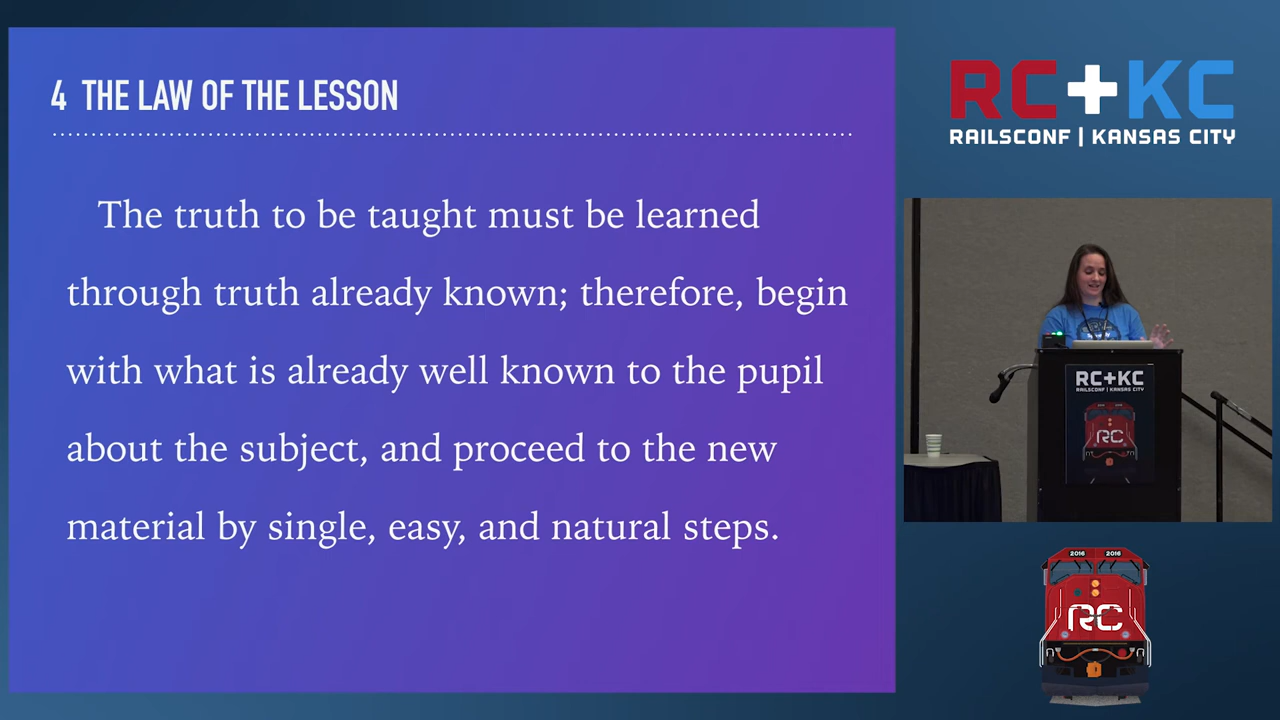 4 THE LAW OF THE LESSON
The truth to be taught must be learned
through truth already known; therefore, begin
with what is already well known to the pupil
about the subject, and proceed to the new
material by single, easy, and natural steps.
RC+KC
RAILSCONF | KANSAS CITY
RC+KC
RAILSCONF | KANSAS CITY
RC
2016 2016
RC